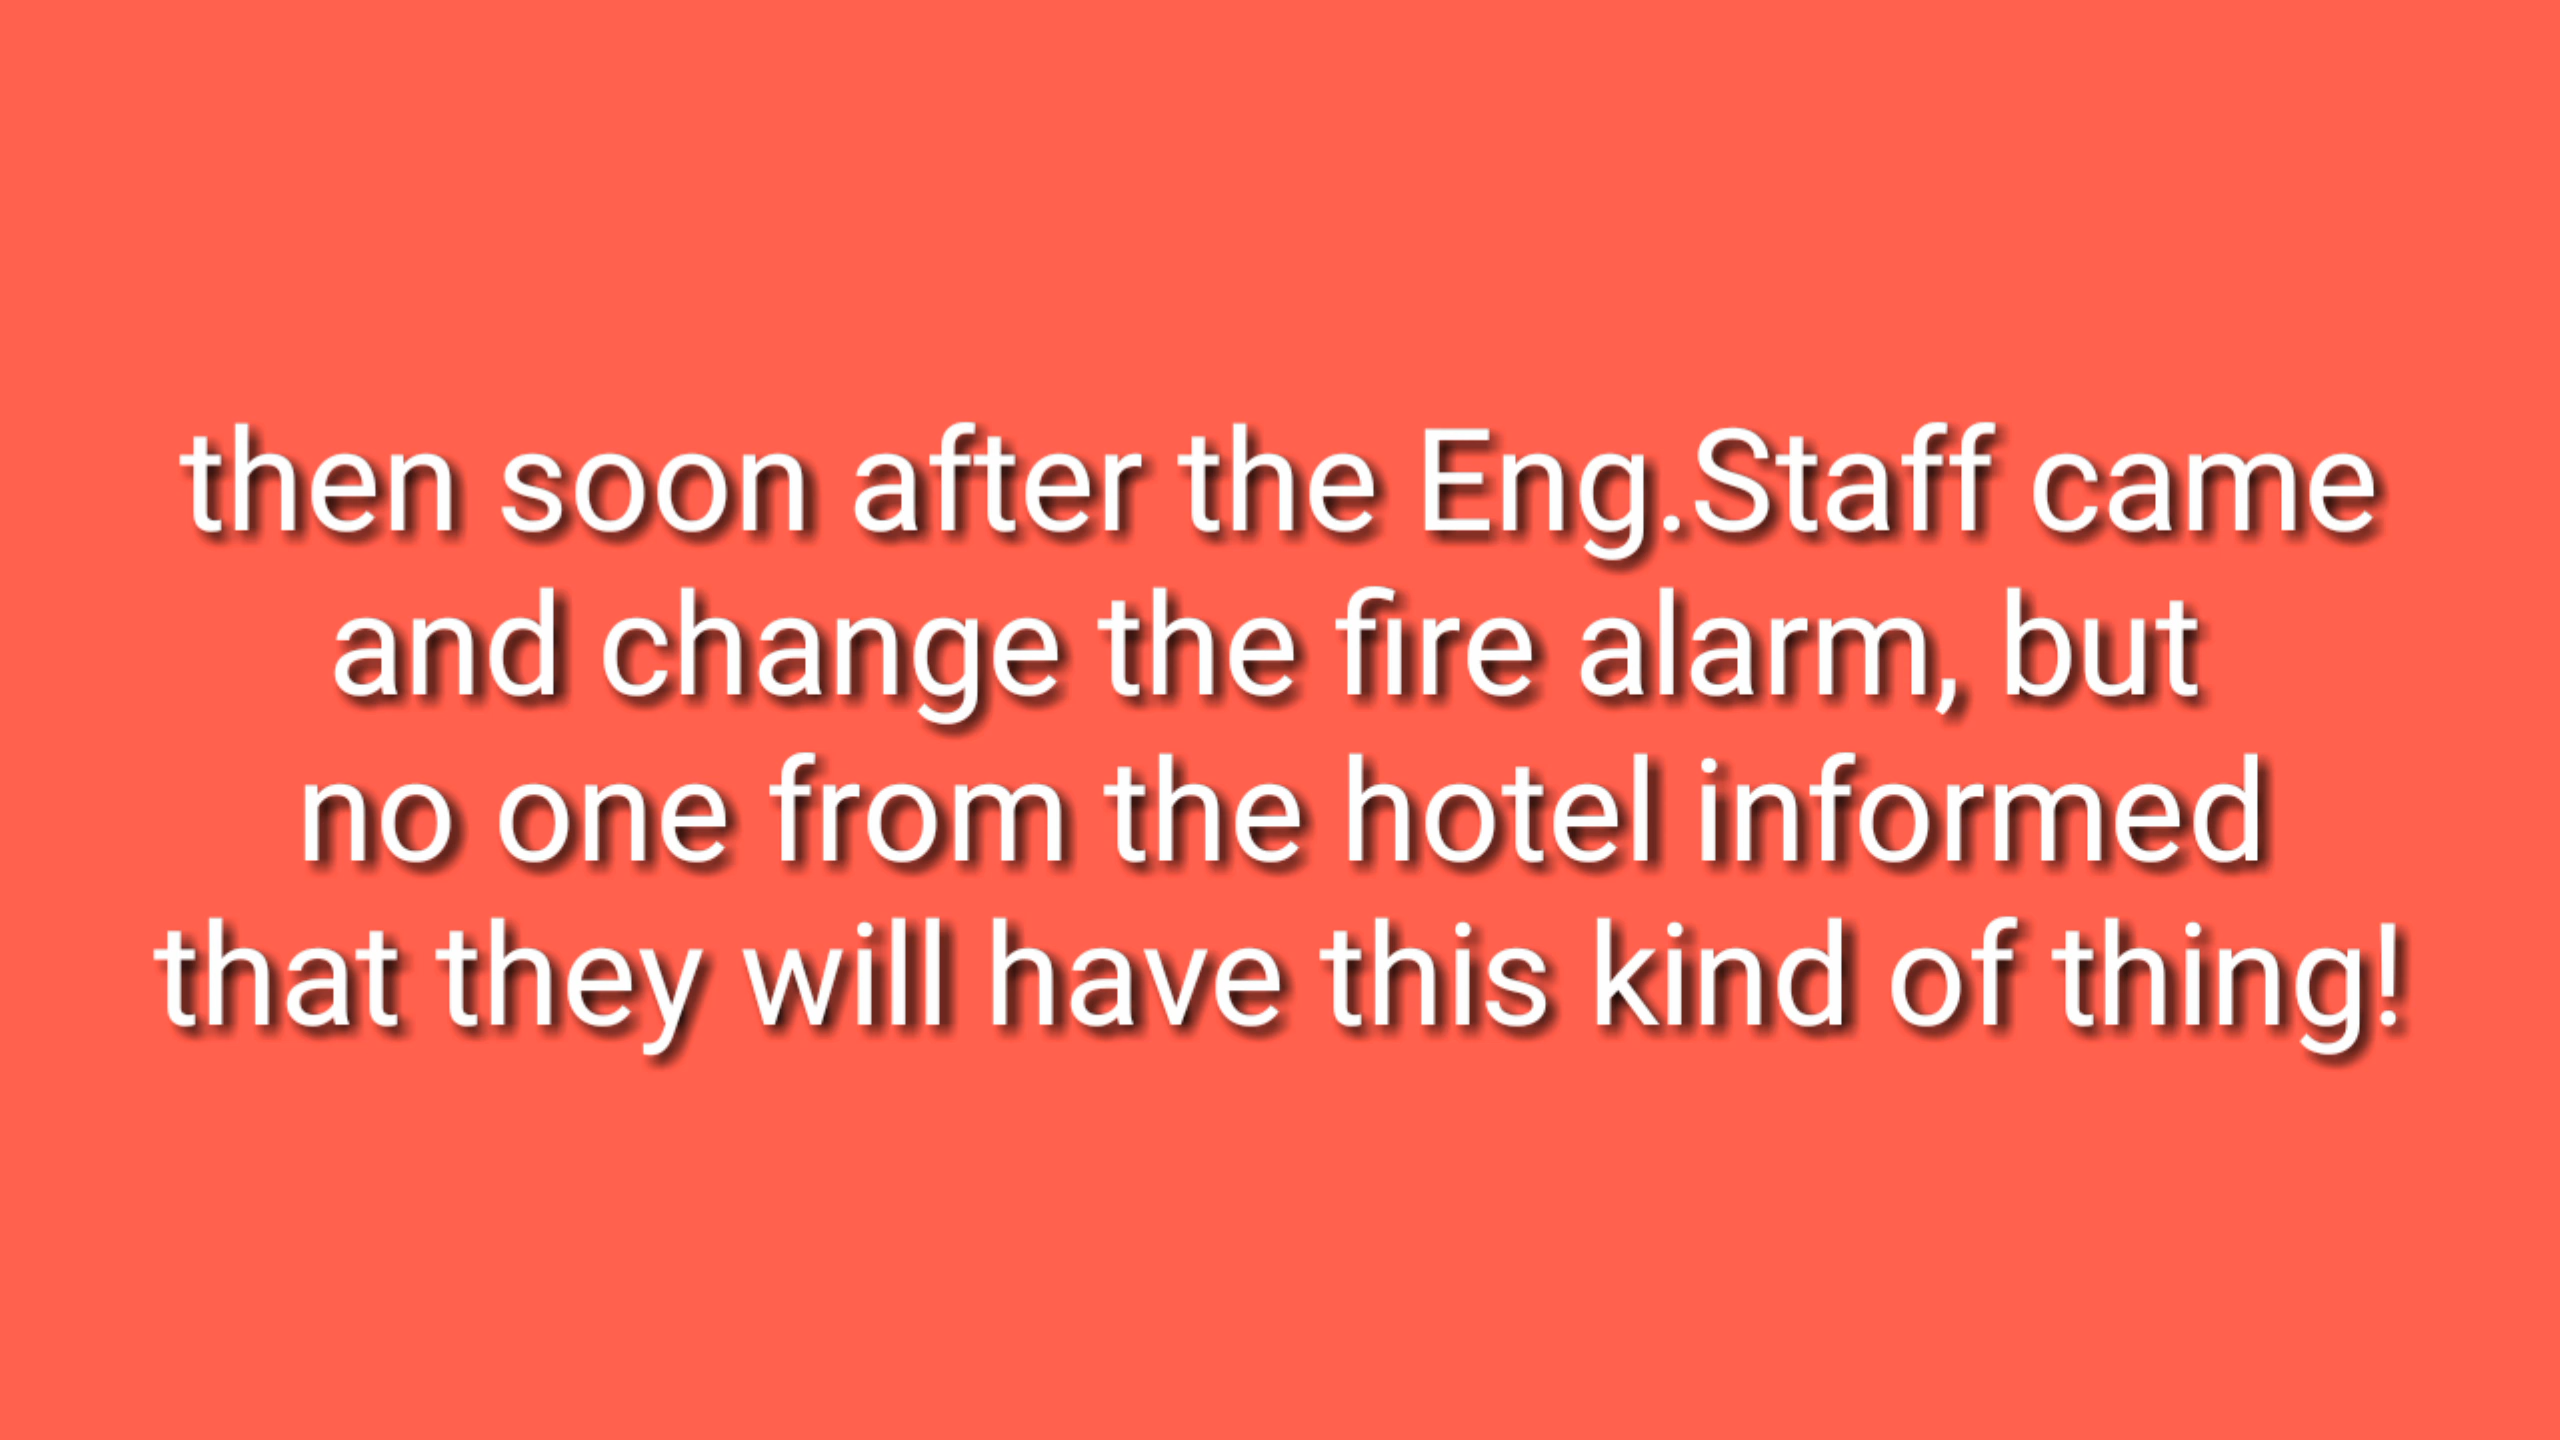 then soon after the Eng.Staff came
and change the fire alarm, but
no one from the hotel informed
that they will have this kind of thing!